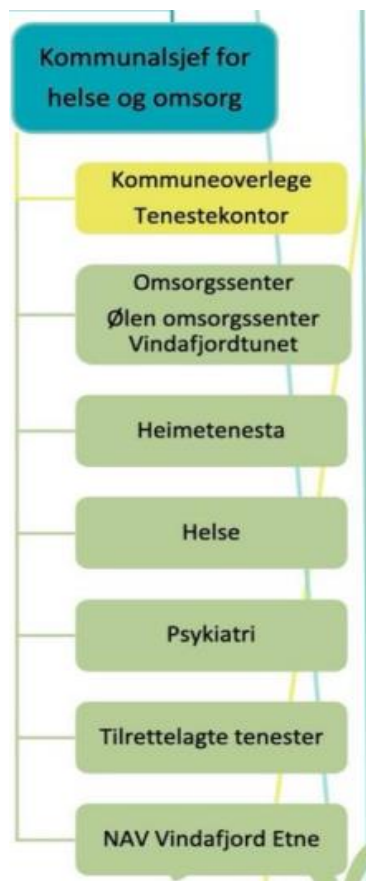 Kommunalsjef for
helse og omsorg
Kommuneoverlege
Tenestekontor
Omsorgssenter
Ølen omsorgssenter
Vindafjordtunet
Heimetenesta
Helse
Psykiatri
Tilrettelagte tenester
NAV Vindafjord Etne